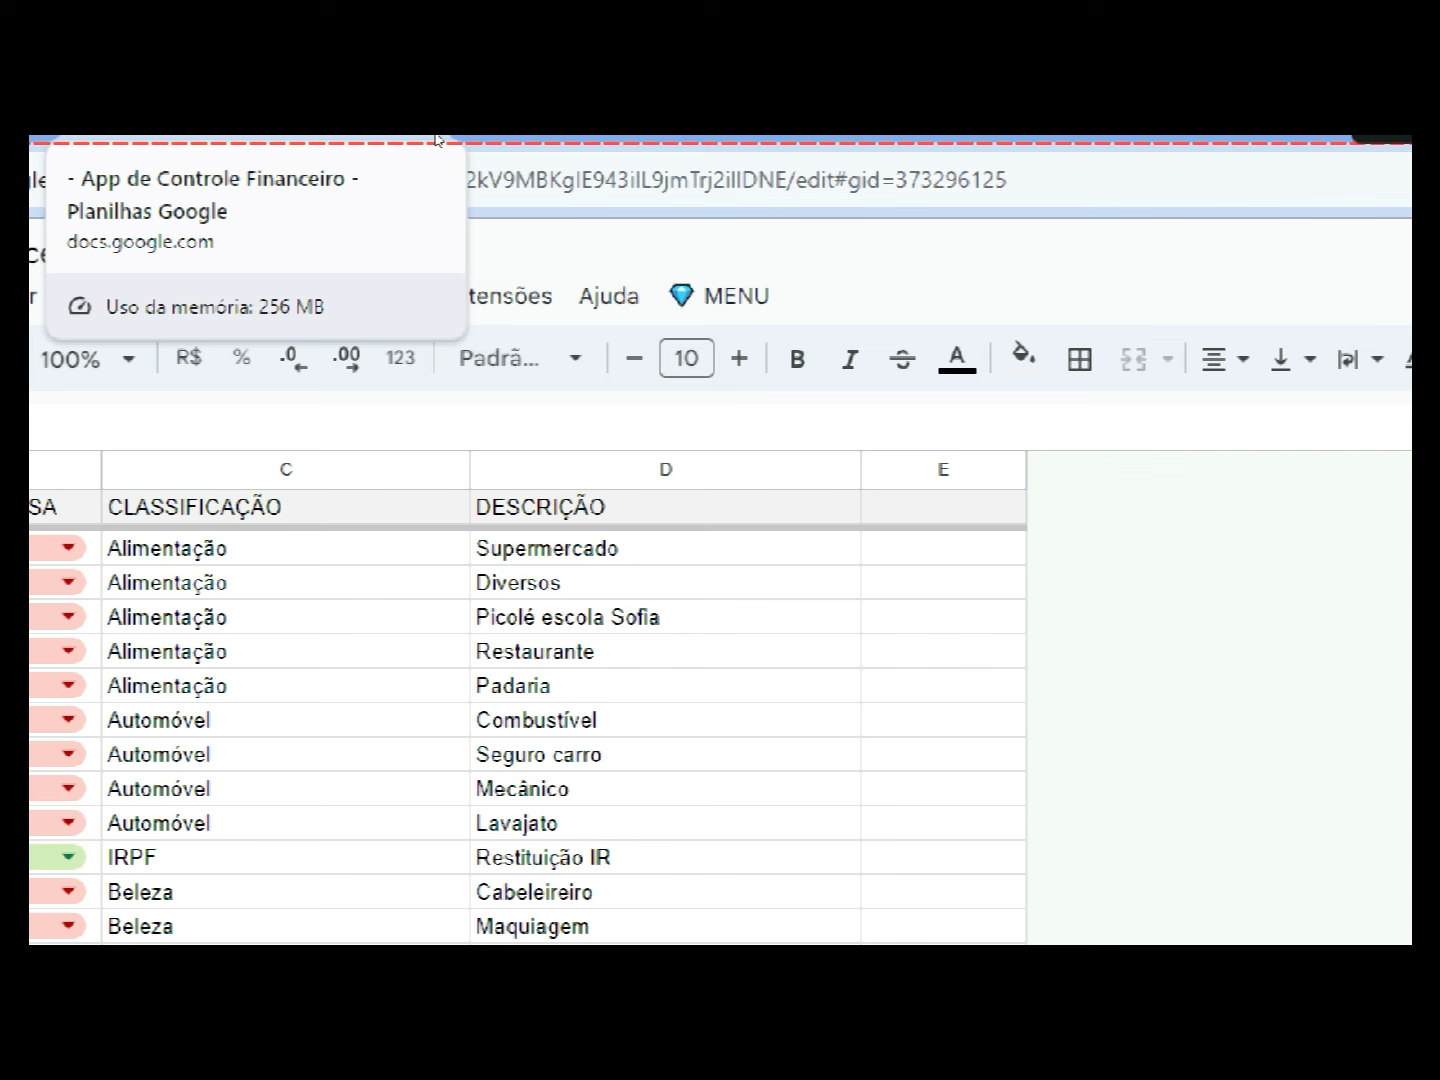 - App de Controle Financeiro -
Planilhas Google
docs.google.com
Uso da memória: 256 MB
/edit#gid=373296125
tensões Ajuda MENU
100% R$ % .0 .00 123 Padrã... 10 B I A
C D E
SA CLASSIFICAÇÃO DESCRIÇÃO
Alimentação Supermercado
Alimentação Diversos
Alimentação Picolé escola Sofia
Alimentação Restaurante
Alimentação Padaria
Automóvel Combustível
Automóvel Seguro carro
Automóvel Mecânico
Automóvel Lavajato
IRPF Restituição IR
Beleza Cabeleireiro
Beleza Maquiagem